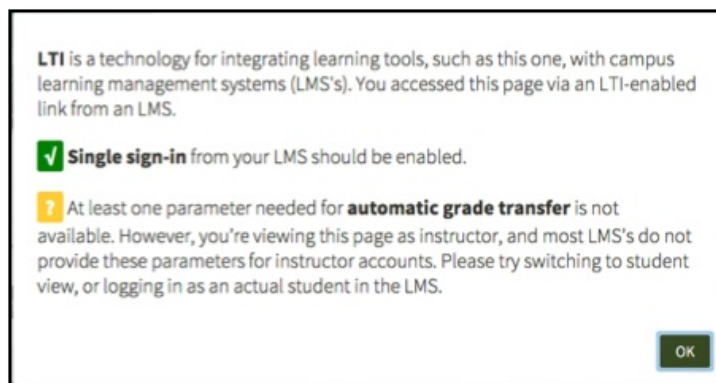 LTI is a technology for integrating learning tools, such as this one, with campus
learning management systems (LMS's). You accessed this page via an LTI-enabled
link from an LMS.
√ Single sign-in from your LMS should be enabled.
? At least one parameter needed for automatic grade transfer is not
available. However, you're viewing this page as instructor, and most LMS's do not
provide these parameters for instructor accounts. Please try switching to student
view, or logging in as an actual student in the LMS.
OK